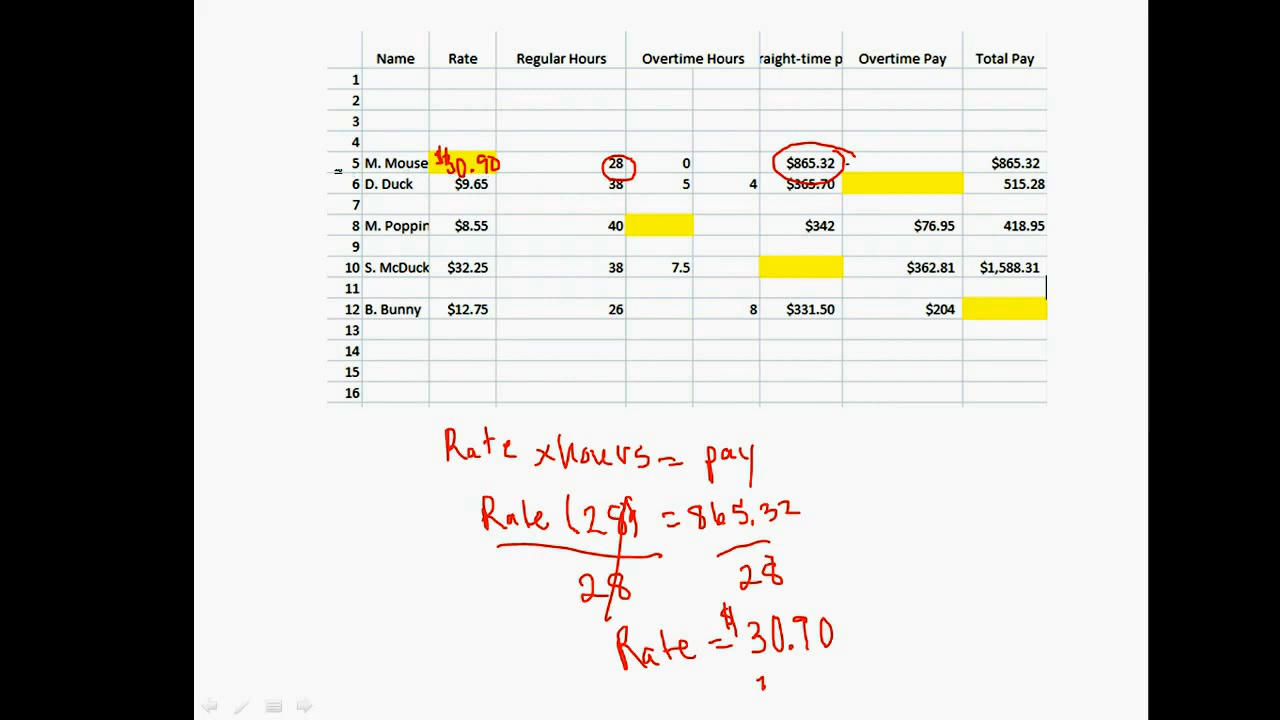 Name Rate Regular Hours Overtime Hours raight-time p Overtime Pay Total Pay
1
2
3
4
5 M. Mouse $30.90 28 0 $865.32 - $865.32
6 D. Duck $9.65 38 5 4 $365.70 515.28
7
8 M. Poppin $8.55 40 $342 $76.95 418.95
9
10 S. McDuck $32.25 38 7.5 $362.81 $1,588.31
11
12 B. Bunny $12.75 26 8 $331.50 $204
13
14
15
16
Rate x hours = pay
Rate (28) = 865.32
28 28
Rate = $30.90